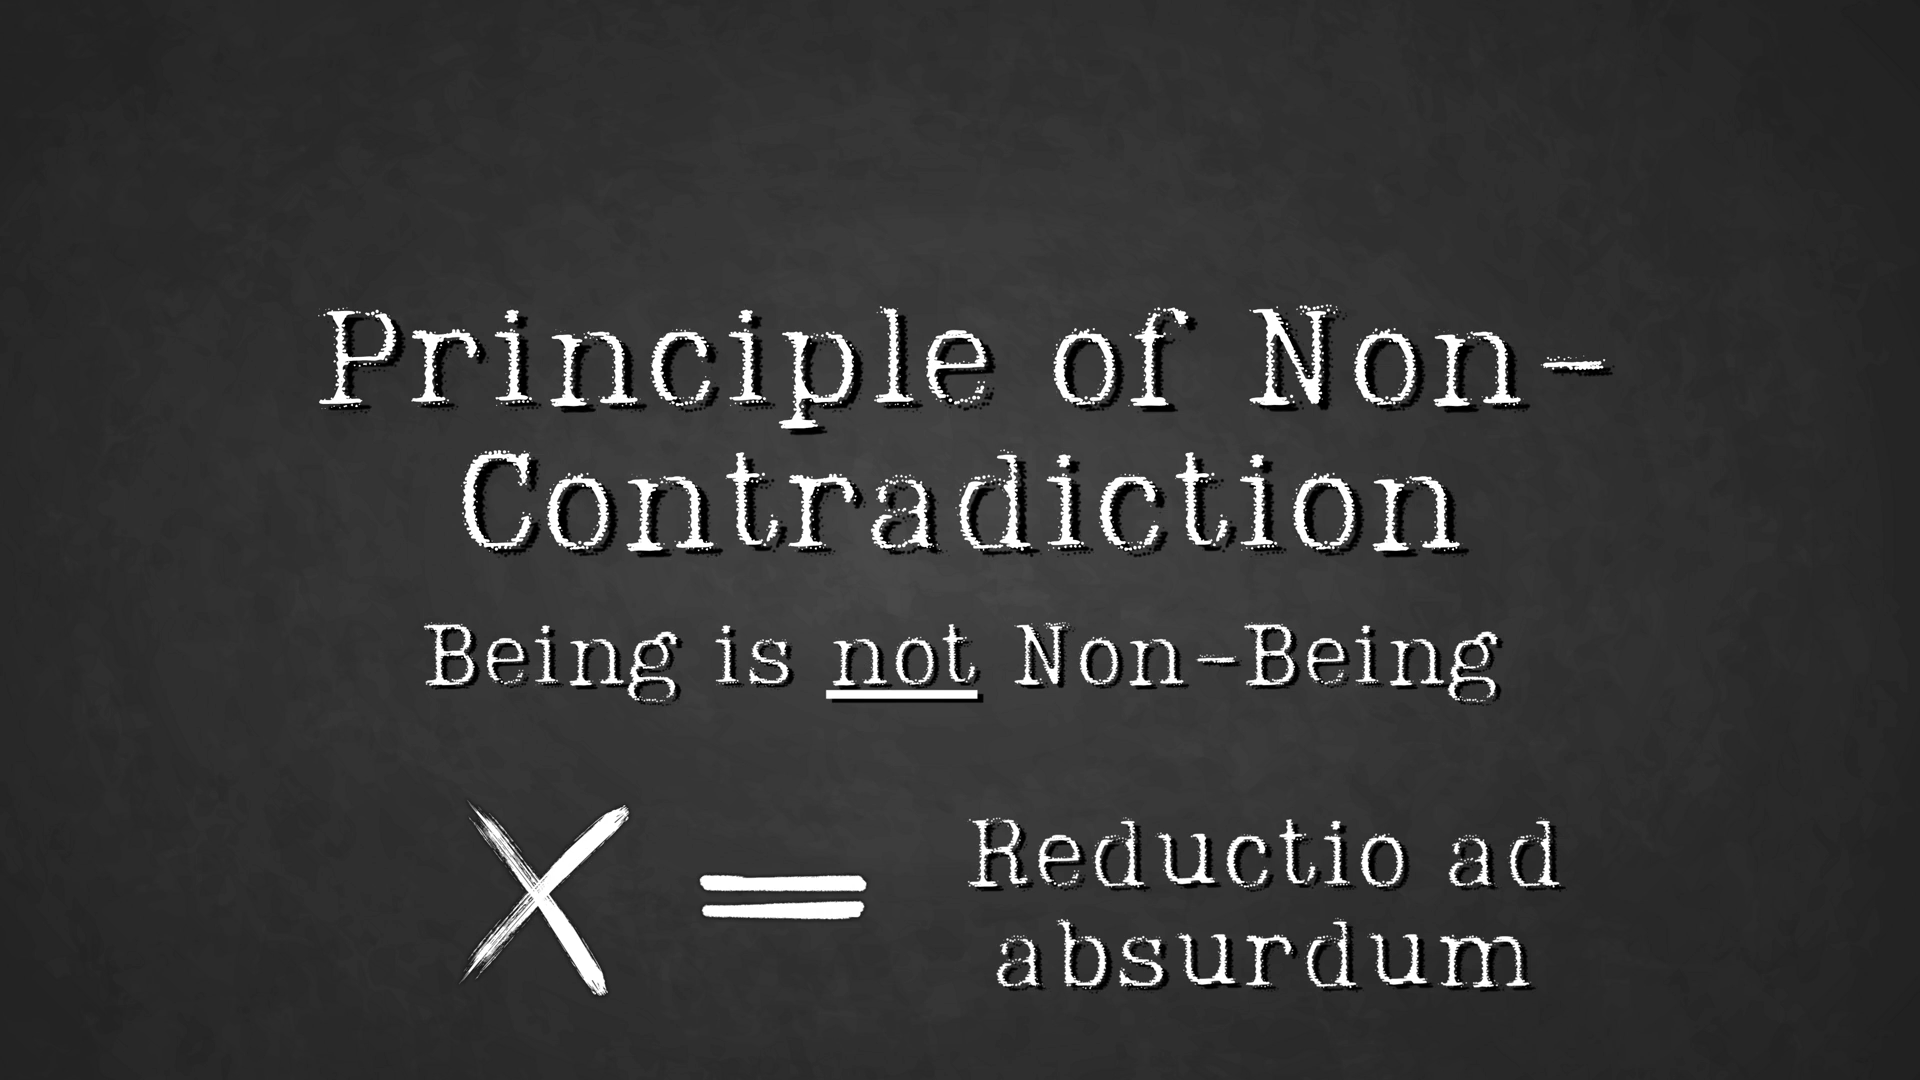 Principle of Non-
Contradiction
Being is not Non-Being
X = Reductio ad
absurdum